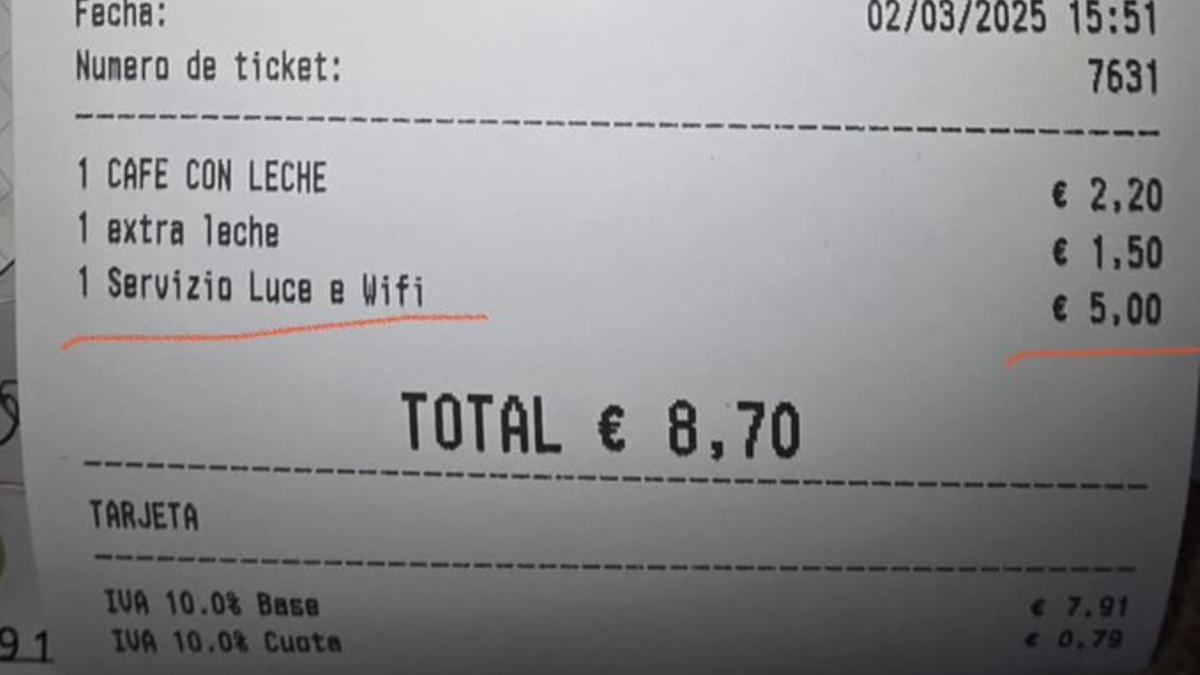 Fecha: 02/03/2025 15:51
Numero de ticket: 7631
1 CAFE CON LECHE € 2,20
1 extra leche € 1,50
1 Servizio Luce e Wifi € 5,00
TOTAL € 8,70
TARJETA
IVA 10.0% Base € 7.91
IVA 10.0% Cuota € 0.79
91